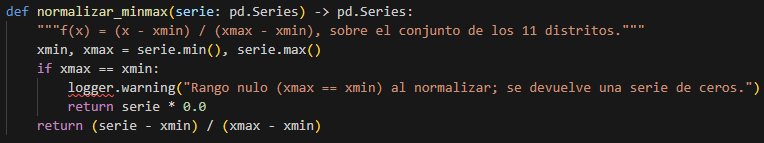 def normalizar_minmax(serie: pd.Series) -> pd.Series:
    """f(x) = (x - xmin) / (xmax - xmin), sobre el conjunto de los 11 distritos."""
    xmin, xmax = serie.min(), serie.max()
    if xmax == xmin:
        logger.warning("Rango nulo (xmax == xmin) al normalizar; se devuelve una serie de ceros.")
        return serie * 0.0
    return (serie - xmin) / (xmax - xmin)